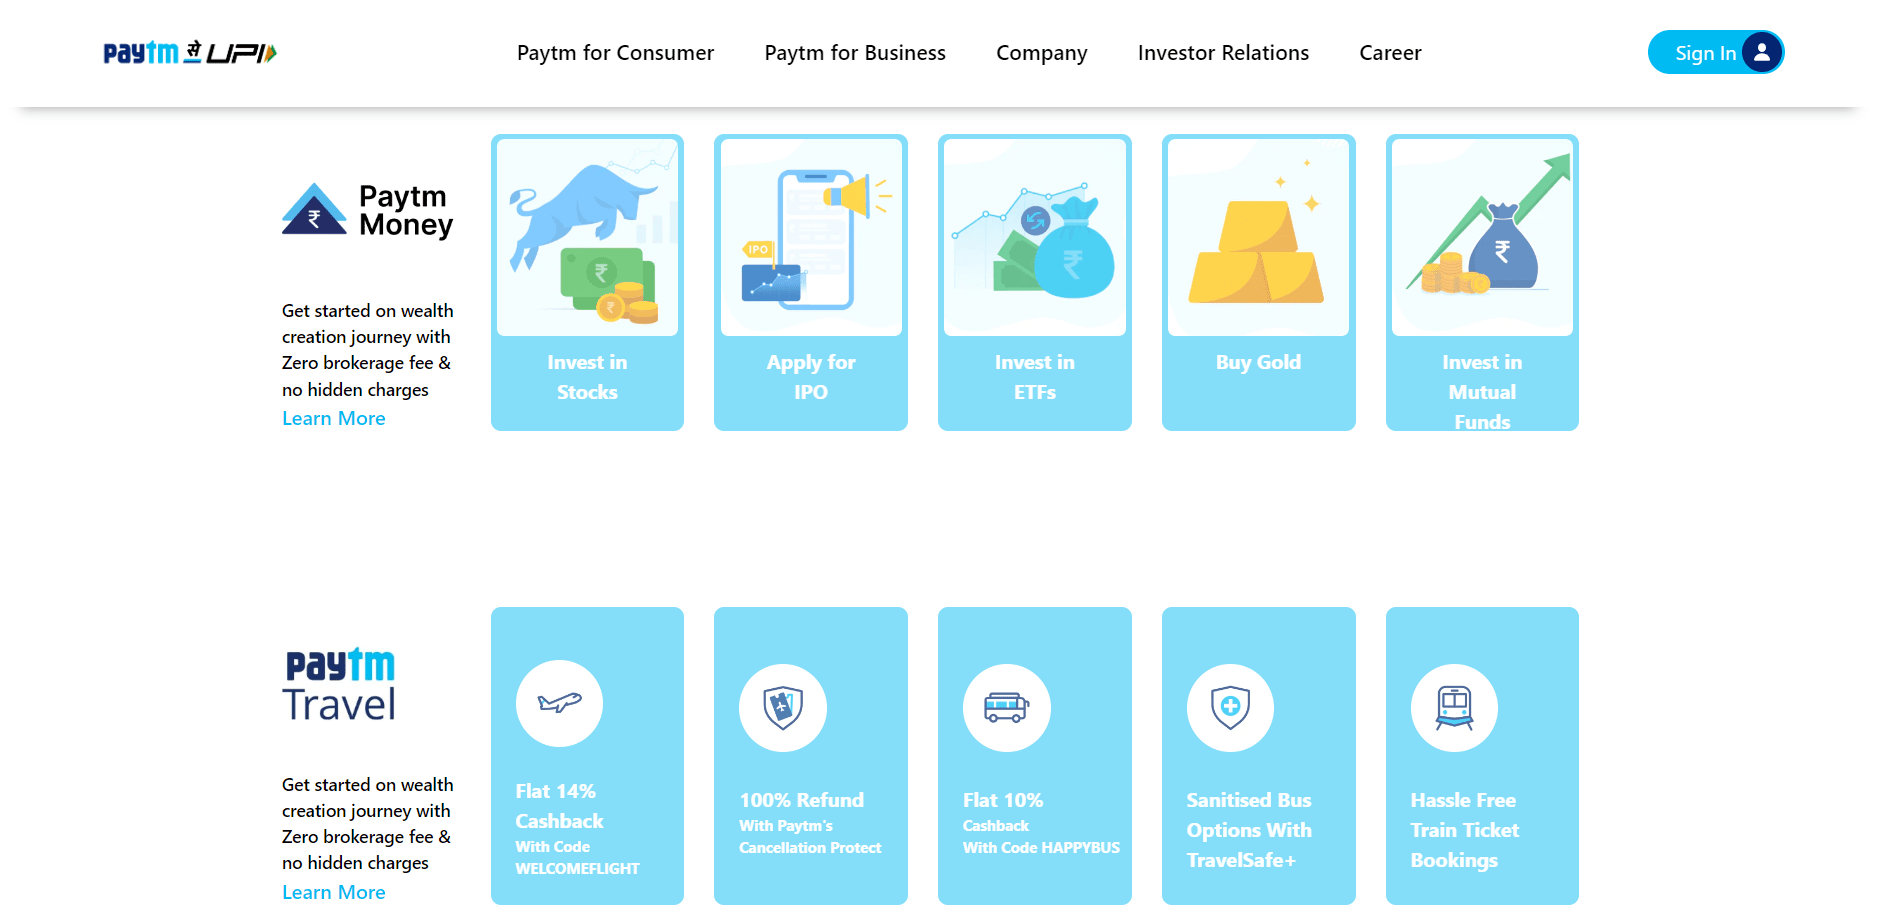 paytm से UPI
Paytm for Consumer
Paytm for Business
Company
Investor Relations
Career
Sign In
₹
Paytm
Money
Get started on wealth
creation journey with
Zero brokerage fee &
no hidden charges
Learn More
₹
₹
Invest in
Stocks
IPO
Apply for
IPO
₹
Invest in
ETFs
Buy Gold
₹
Invest in
Mutual
Funds
paytm
Travel
Get started on wealth
creation journey with
Zero brokerage fee &
no hidden charges
Learn More
Flat 14%
Cashback
With Code
WELCOMEFLIGHT
100% Refund
With Paytm's
Cancellation Protect
Flat 10%
Cashback
With Code HAPPYBUS
Sanitised Bus
Options With
TravelSafe+
Hassle Free
Train Ticket
Bookings